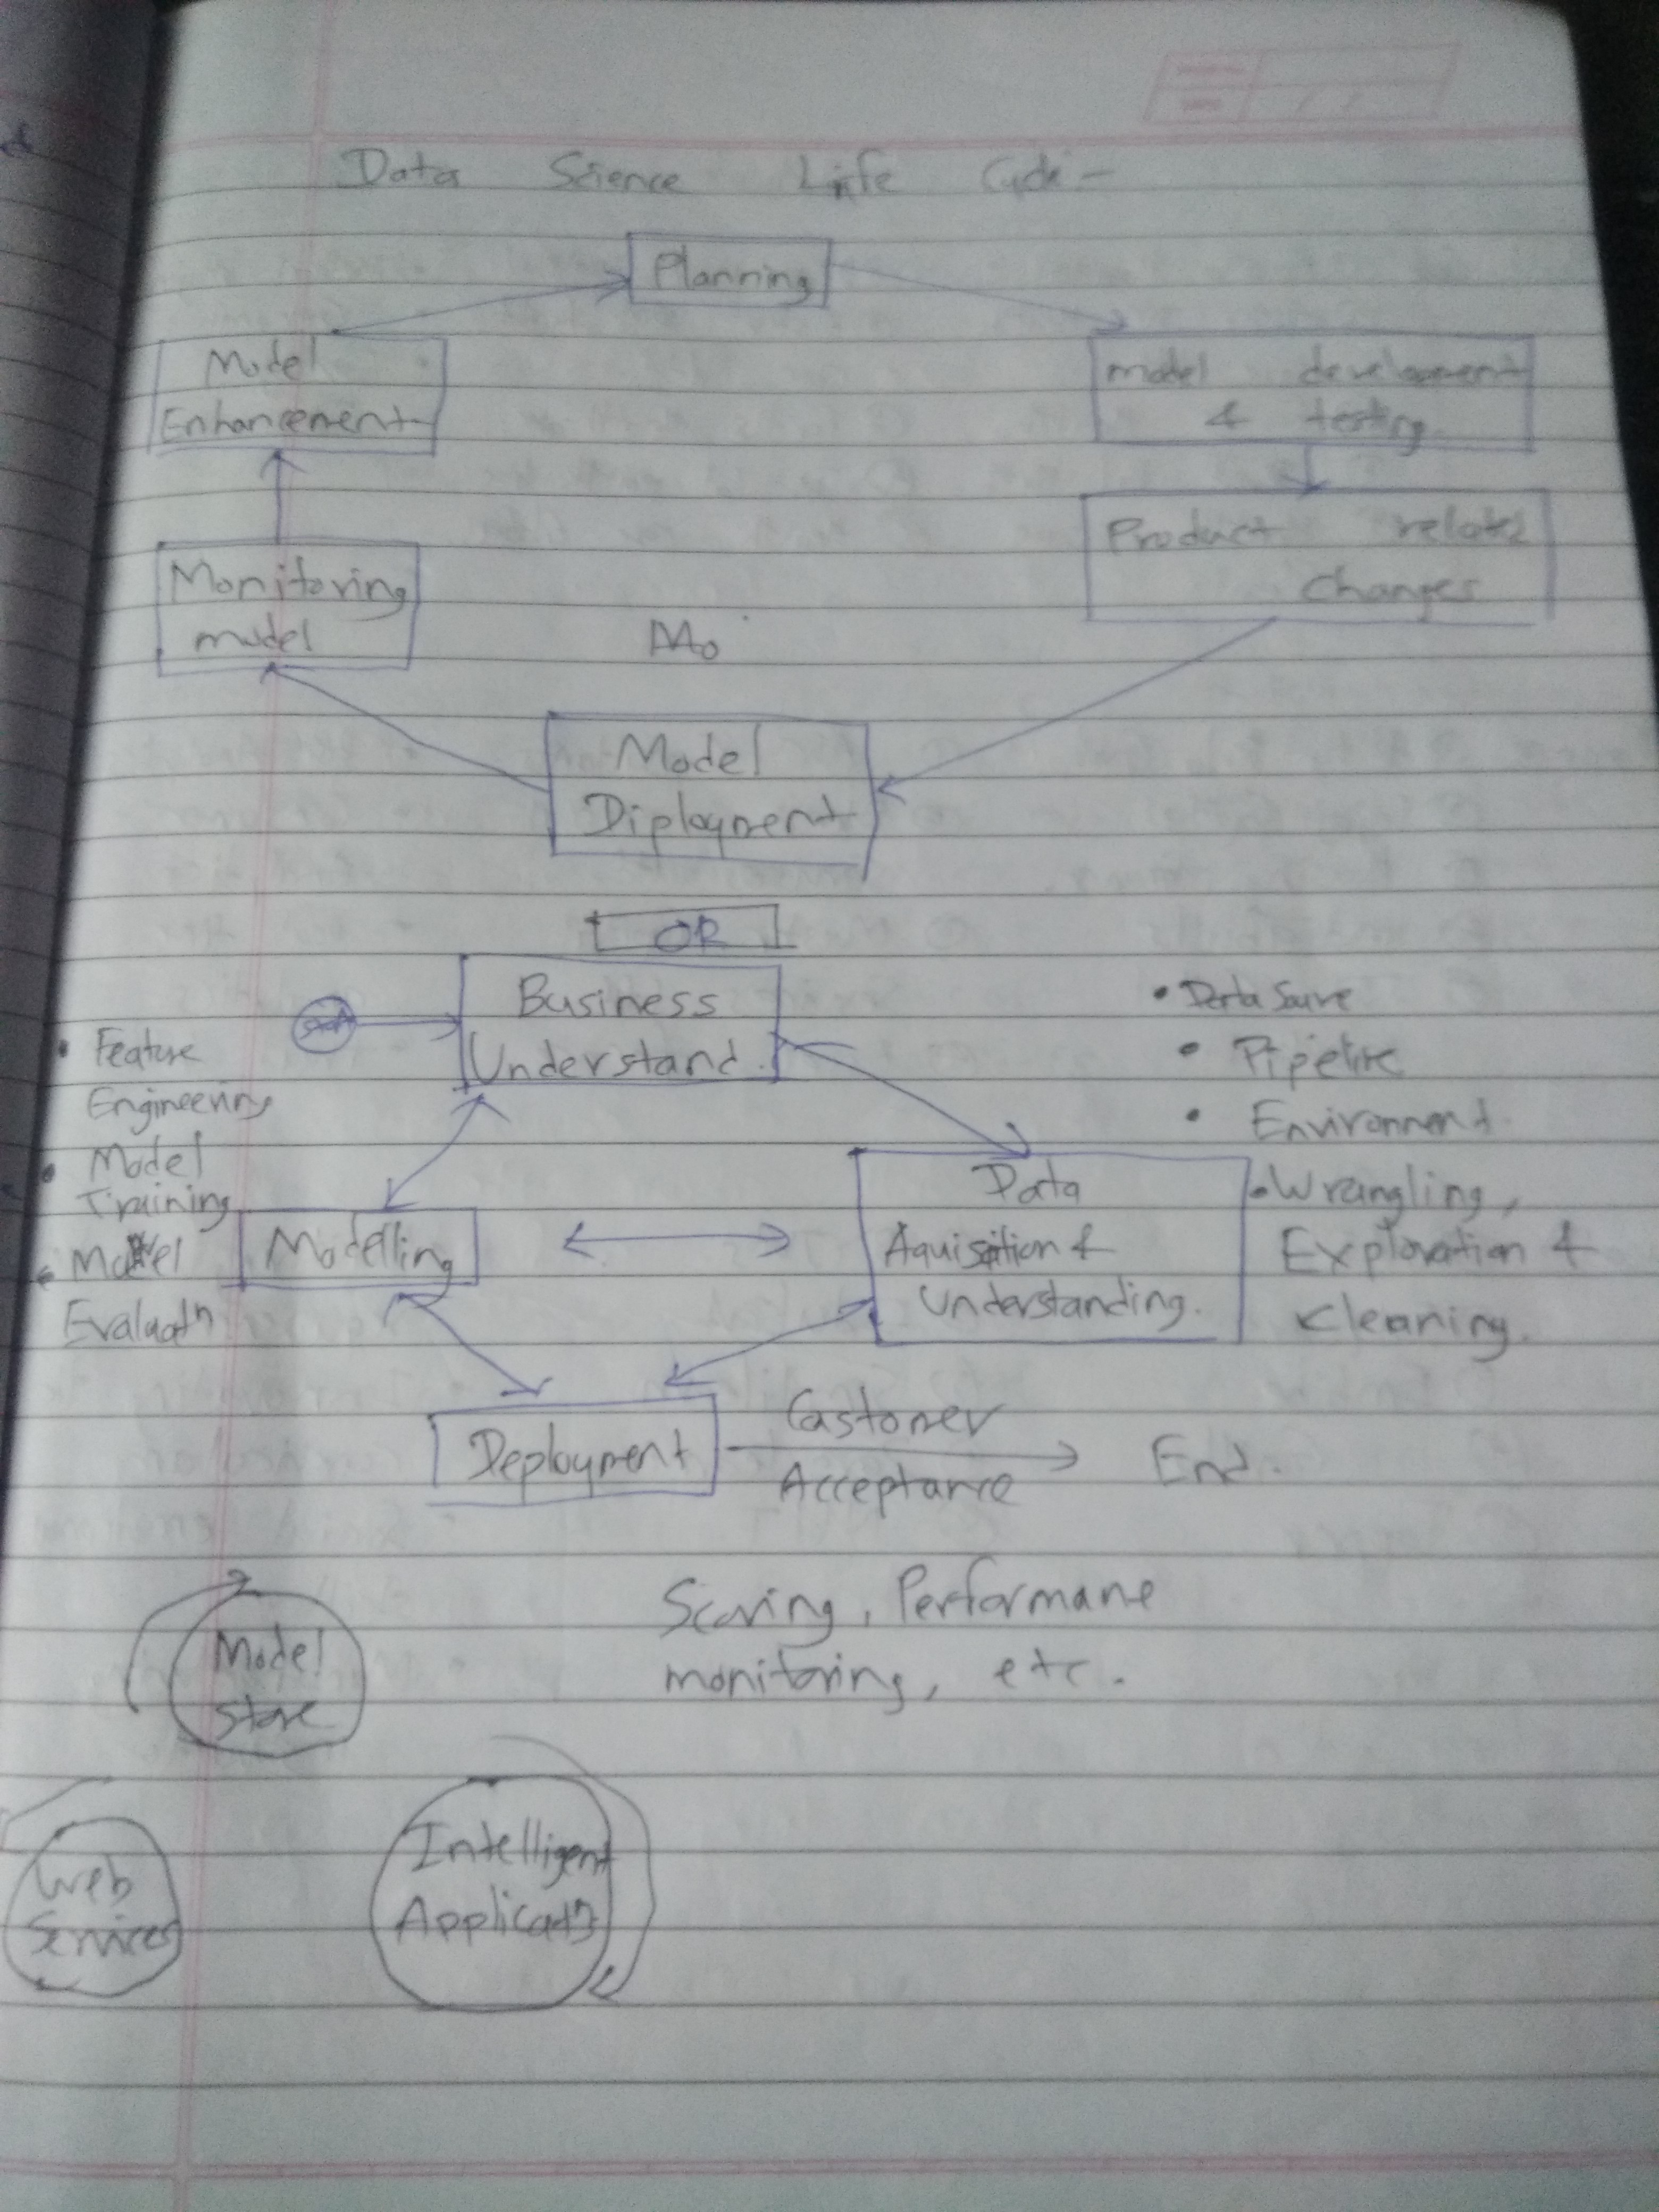 Data Science Life Cycle -
Planning
Model
Enhancement
model development
& testing.
Product related
changes
Monitoring
model
Mo
Model
Diployment
OR
Start
Business
Understand.
• Data Source
• Pipeline
• Environment.
• Wrangling,
Exploration &
cleaning.
• Feature
Engineering
• Model
Training
• Model
Evaluatn
Modelling
Data
Aquisition &
Understanding.
Deployment
Customer
Acceptance
End.
Scoring, Performane
monitoring, etc.
Model
store
Web
Services
Intelligent
Applicatn